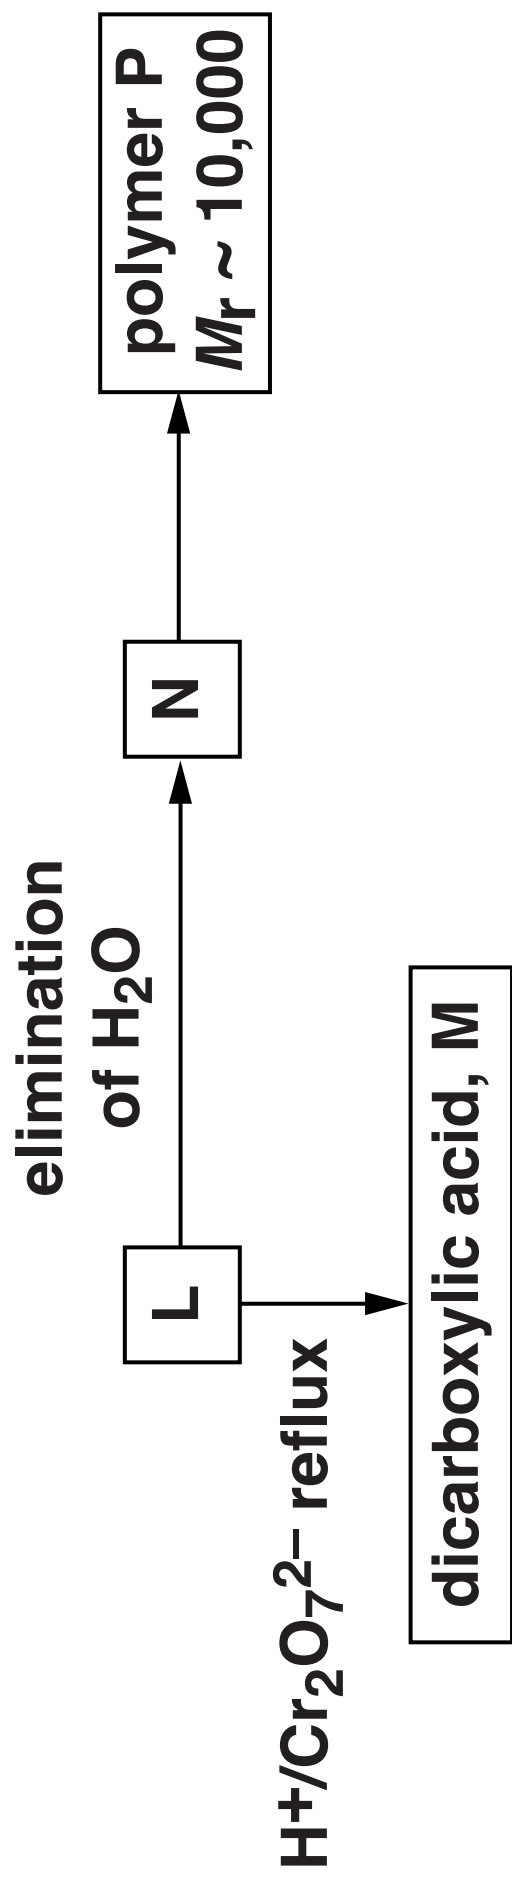 elimination
of H₂O
L
N
polymer P
Mr ~ 10,000
H+/Cr₂O₇²⁻ reflux
dicarboxylic acid, M